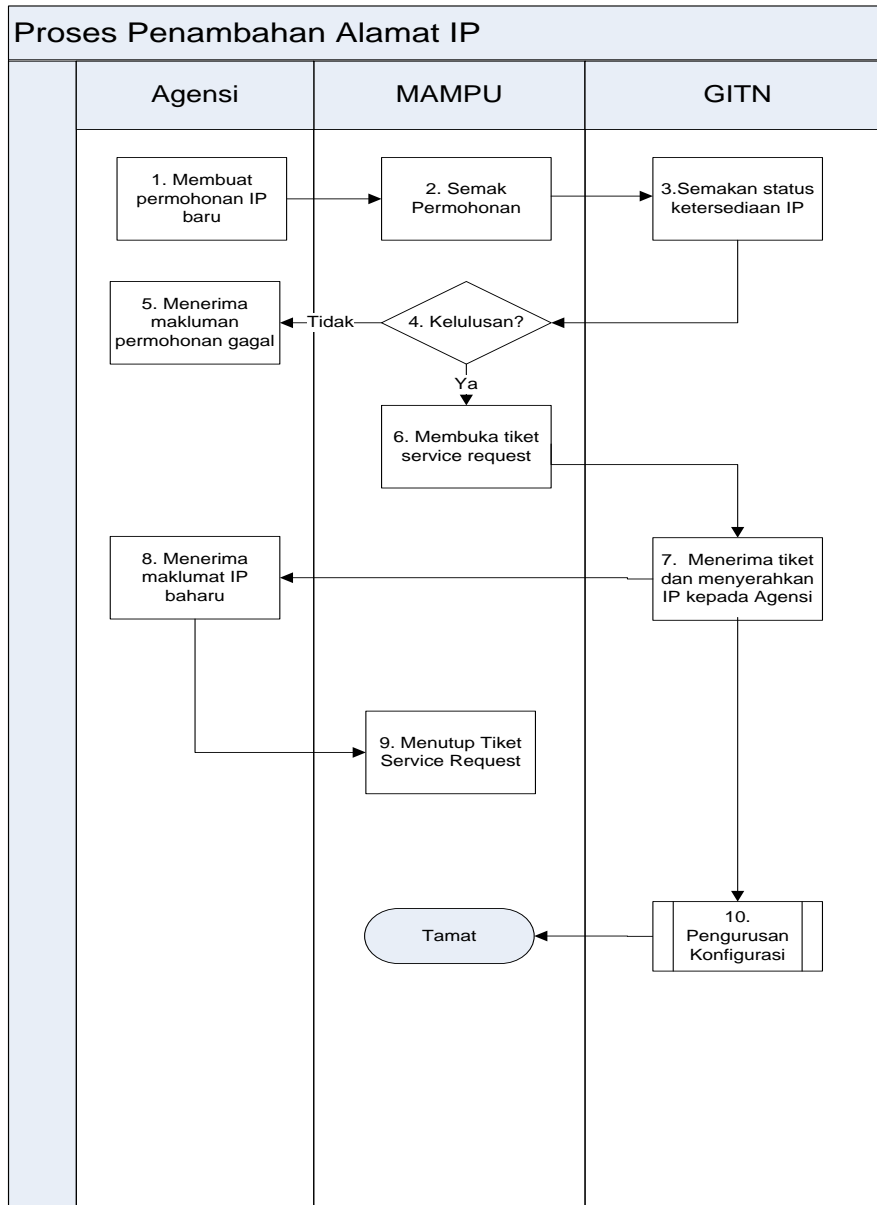 Proses Penambahan Alamat IP
Agensi
MAMPU
GITN
1. Membuat
permohonan IP
baru
2. Semak
Permohonan
3.Semakan status
ketersediaan IP
4. Kelulusan?
Tidak
5. Menerima
makluman
permohonan gagal
Ya
6. Membuka tiket
service request
7. Menerima tiket
dan menyerahkan
IP kepada Agensi
8. Menerima
maklumat IP
baharu
9. Menutup Tiket
Service Request
10.
Pengurusan
Konfigurasi
Tamat